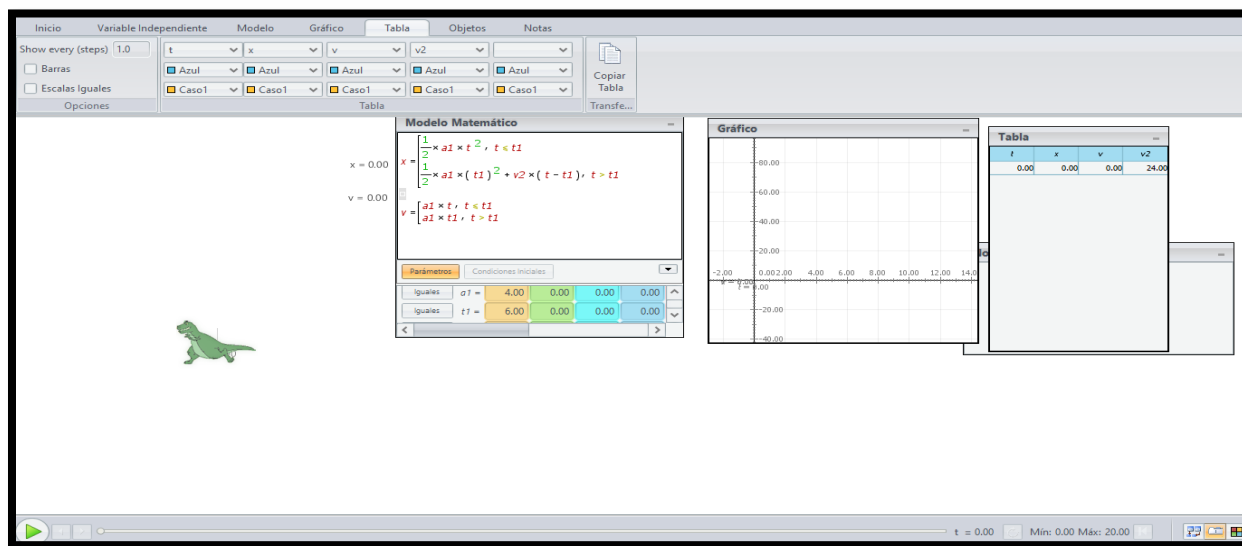 Inicio Variable Independiente Modelo Gráfico Tabla Objetos Notas
Show every (steps) 1.0 t x v v2
Barras Azul Azul Azul Azul Azul
Escalas Iguales Caso1 Caso1 Caso1 Caso1 Caso1
Copiar
Tabla
Opciones Tabla Transfe...
x = 0.00
v = 0.00
Modelo Matemático
x = [ 1/2 × a1 × t 2 , t ≤ t1
1/2 × a1 × ( t1 ) 2 + v2 × ( t - t1 ) , t > t1
v = [ a1 × t , t ≤ t1
a1 × t1 , t > t1
Parámetros Condiciones Iniciales
Iguales a1 = 4.00 0.00 0.00 0.00
Iguales t1 = 6.00 0.00 0.00 0.00
Gráfico
80.00
60.00
40.00
20.00
-2.00 0.00 2.00 4.00 6.00 8.00 10.00 12.00 14.0
-20.00
-40.00
Tabla
t x v v2
0.00 0.00 0.00 24.00
t = 0.00 Mín: 0.00 Máx: 20.00